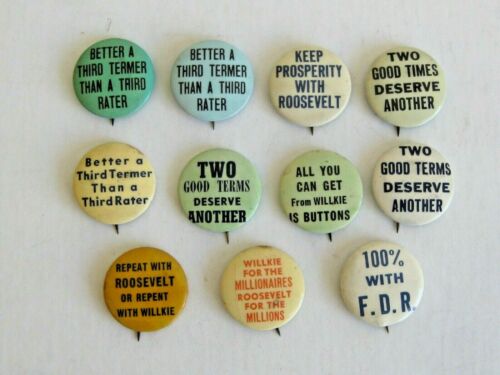 BETTER A
THIRD TERMER
THAN A THIRD
RATER
BETTER A
THIRD TERMER
THAN A THIRD
RATER
KEEP
PROSPERITY
WITH
ROOSEVELT
TWO
GOOD TIMES
DESERVE
ANOTHER
Better a
Third Termer
Than a
Third Rater
TWO
GOOD TERMS
DESERVE
ANOTHER
ALL YOU
CAN GET
From WILLKIE
IS BUTTONS
TWO
GOOD TERMS
DESERVE
ANOTHER
REPEAT WITH
ROOSEVELT
OR REPENT
WITH WILLKIE
WILLKIE
FOR THE
MILLIONAIRES
ROOSEVELT
FOR THE
MILLIONS
100%
WITH
F.D.R.